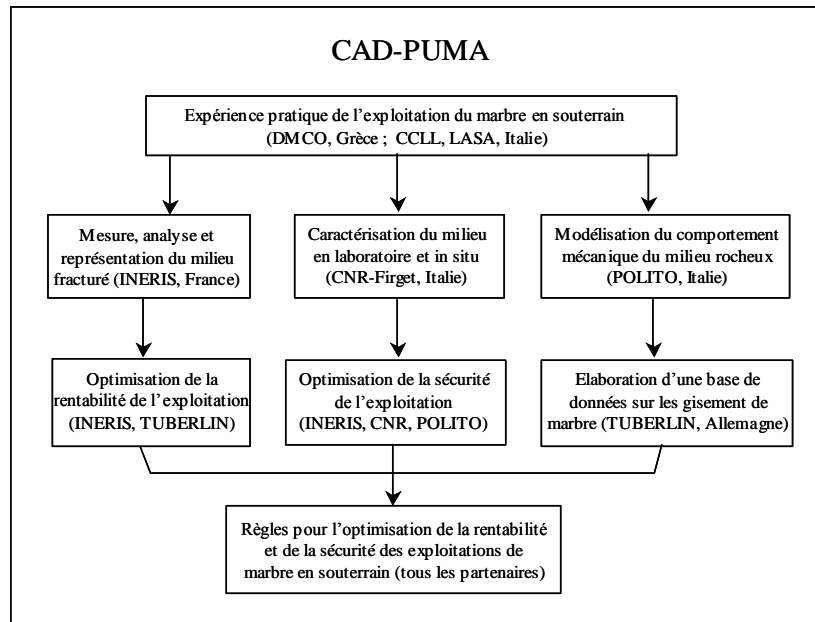 CAD-PUMA
Expérience pratique de l'exploitation du marbre en souterrain
(DMCO, Grèce ; CCLL, LASA, Italie)
Mesure, analyse et
représentation du milieu
fracturé (INERIS, France)
Caractérisation du milieu
en laboratoire et in situ
(CNR-Firget, Italie)
Modélisation du comportement
mécanique du milieu rocheux
(POLITO, Italie)
Optimisation de la
rentabilité de l'exploitation
(INERIS, TUBERLIN)
Optimisation de la sécurité
de l'exploitation
(INERIS, CNR, POLITO)
Elaboration d'une base de
données sur les gisement de
marbre (TUBERLIN, Allemagne)
Règles pour l'optimisation de la rentabilité
et de la sécurité des exploitations de
marbre en souterrain (tous les partenaires)